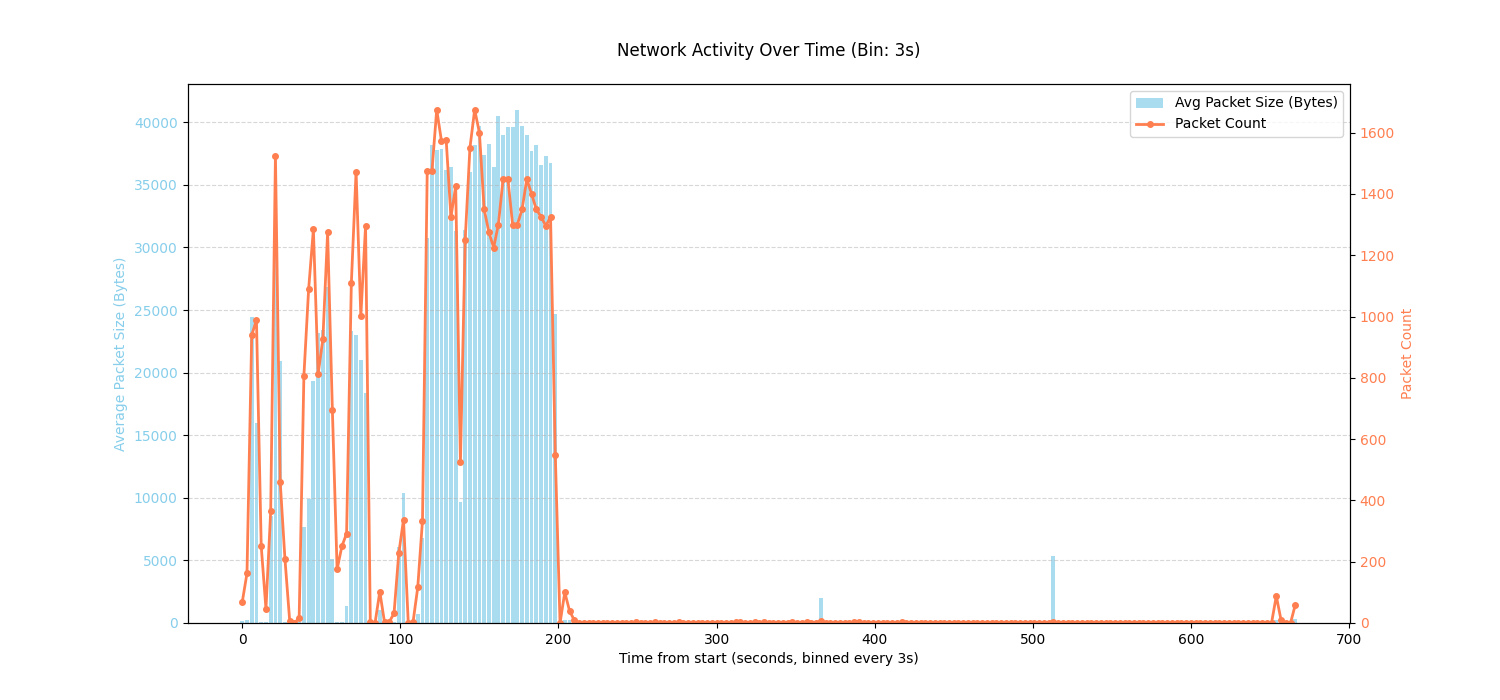 Network Activity Over Time (Bin: 3s)
Avg Packet Size (Bytes)
Packet Count
40000
35000
30000
25000
20000
15000
10000
5000
0
Average Packet Size (Bytes)
1600
1400
1200
1000
800
600
400
200
0
Packet Count
0 100 200 300 400 500 600 700
Time from start (seconds, binned every 3s)